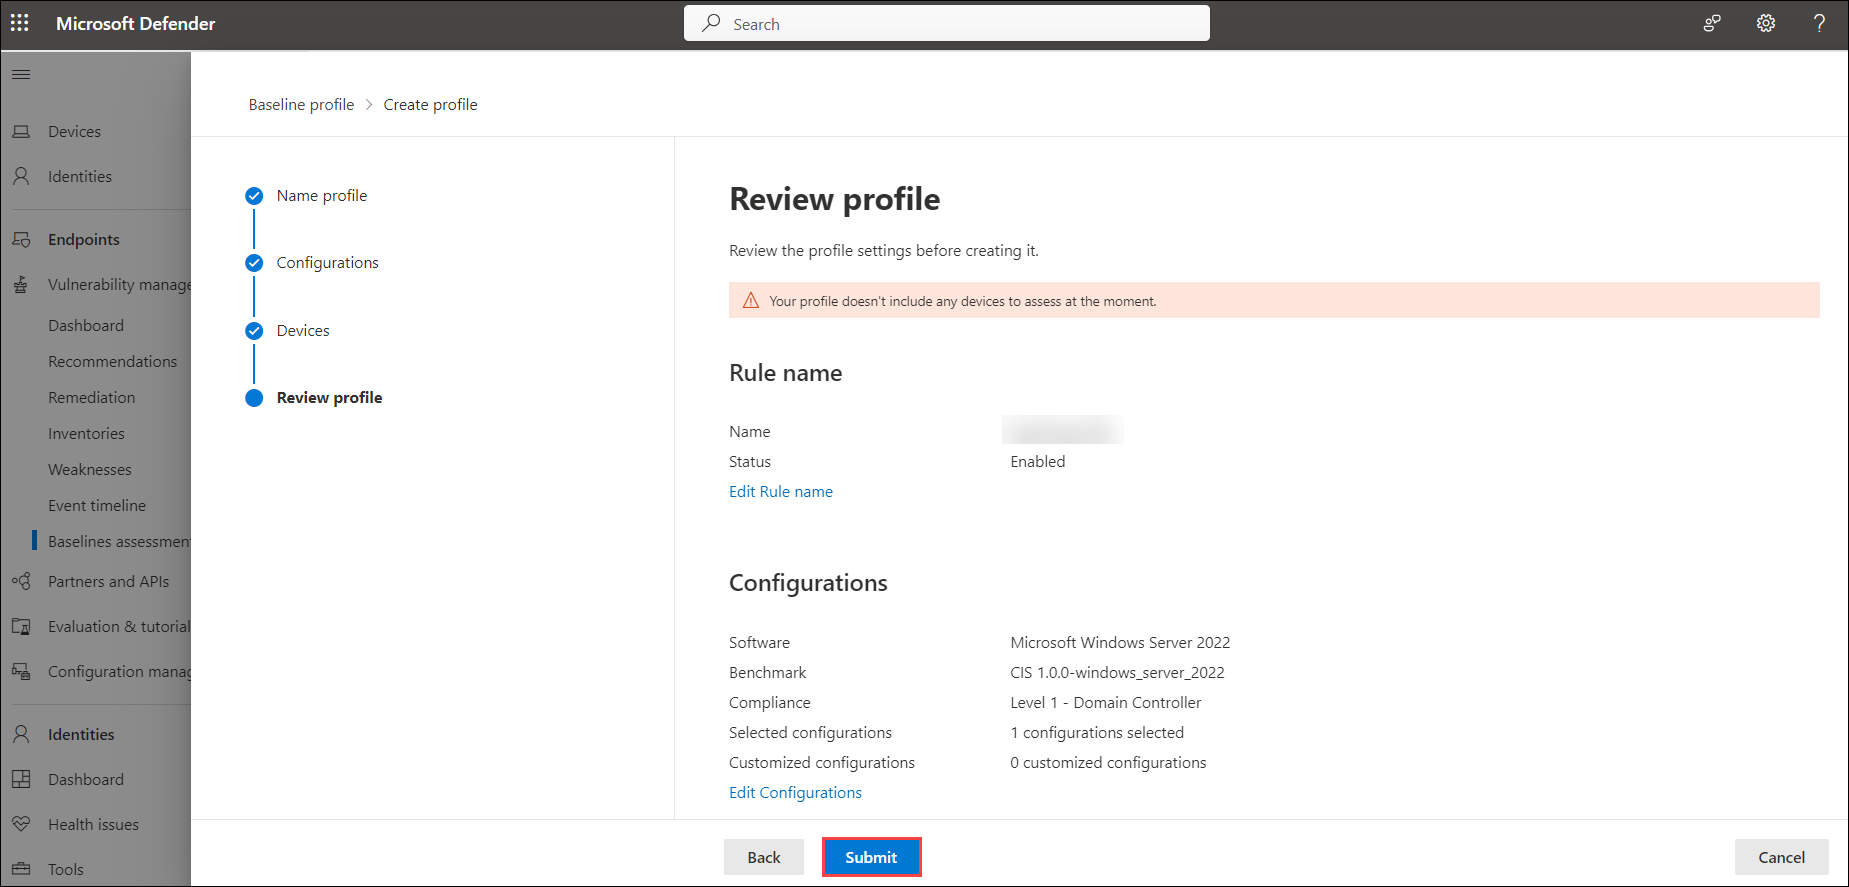 Microsoft Defender
Search
?
Baseline profile > Create profile
Devices
Identities
Endpoints
Vulnerability manage
Dashboard
Recommendations
Remediation
Inventories
Weaknesses
Event timeline
Baselines assessmen
Partners and APIs
Evaluation & tutorial
Configuration manag
Identities
Dashboard
Health issues
Tools
Name profile
Configurations
Devices
Review profile
Review profile
Review the profile settings before creating it.
Your profile doesn't include any devices to assess at the moment.
Rule name
Name
Status Enabled
Edit Rule name
Configurations
Software Microsoft Windows Server 2022
Benchmark CIS 1.0.0-windows_server_2022
Compliance Level 1 - Domain Controller
Selected configurations 1 configurations selected
Customized configurations 0 customized configurations
Edit Configurations
Back Submit Cancel